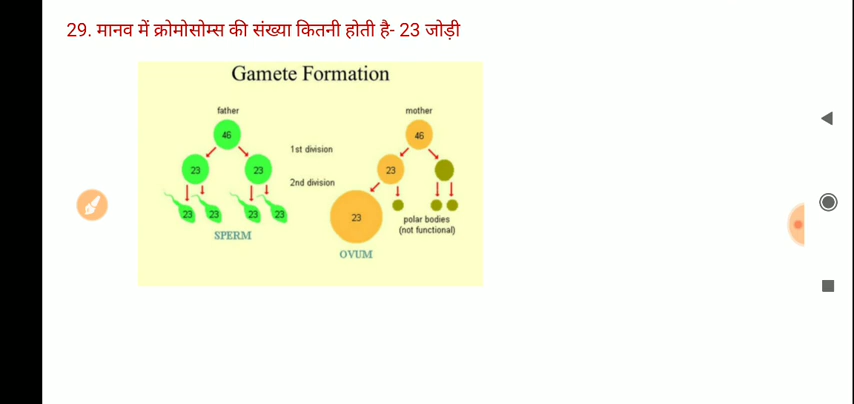 29. मानव में क्रोमोसोम्स की संख्या कितनी होती है- 23 जोड़ी
Gamete Formation
father
mother
46
46
1st division
23
23
23
2nd division
23
23
23
23
23
polar bodies
(not functional)
SPERM
OVUM